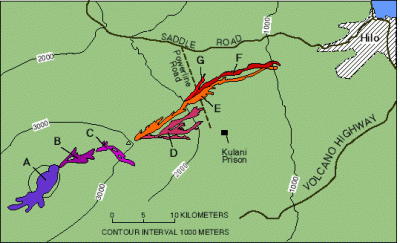 SADDLE ROAD
1000
Hilo
2000
Powerline
Road
G
F
E
3000
C
B
A
D
Kulani
Prison
2000
3000
1000
VOLCANO HIGHWAY
0 5 10 KILOMETERS
CONTOUR INTERVAL 1000 METERS